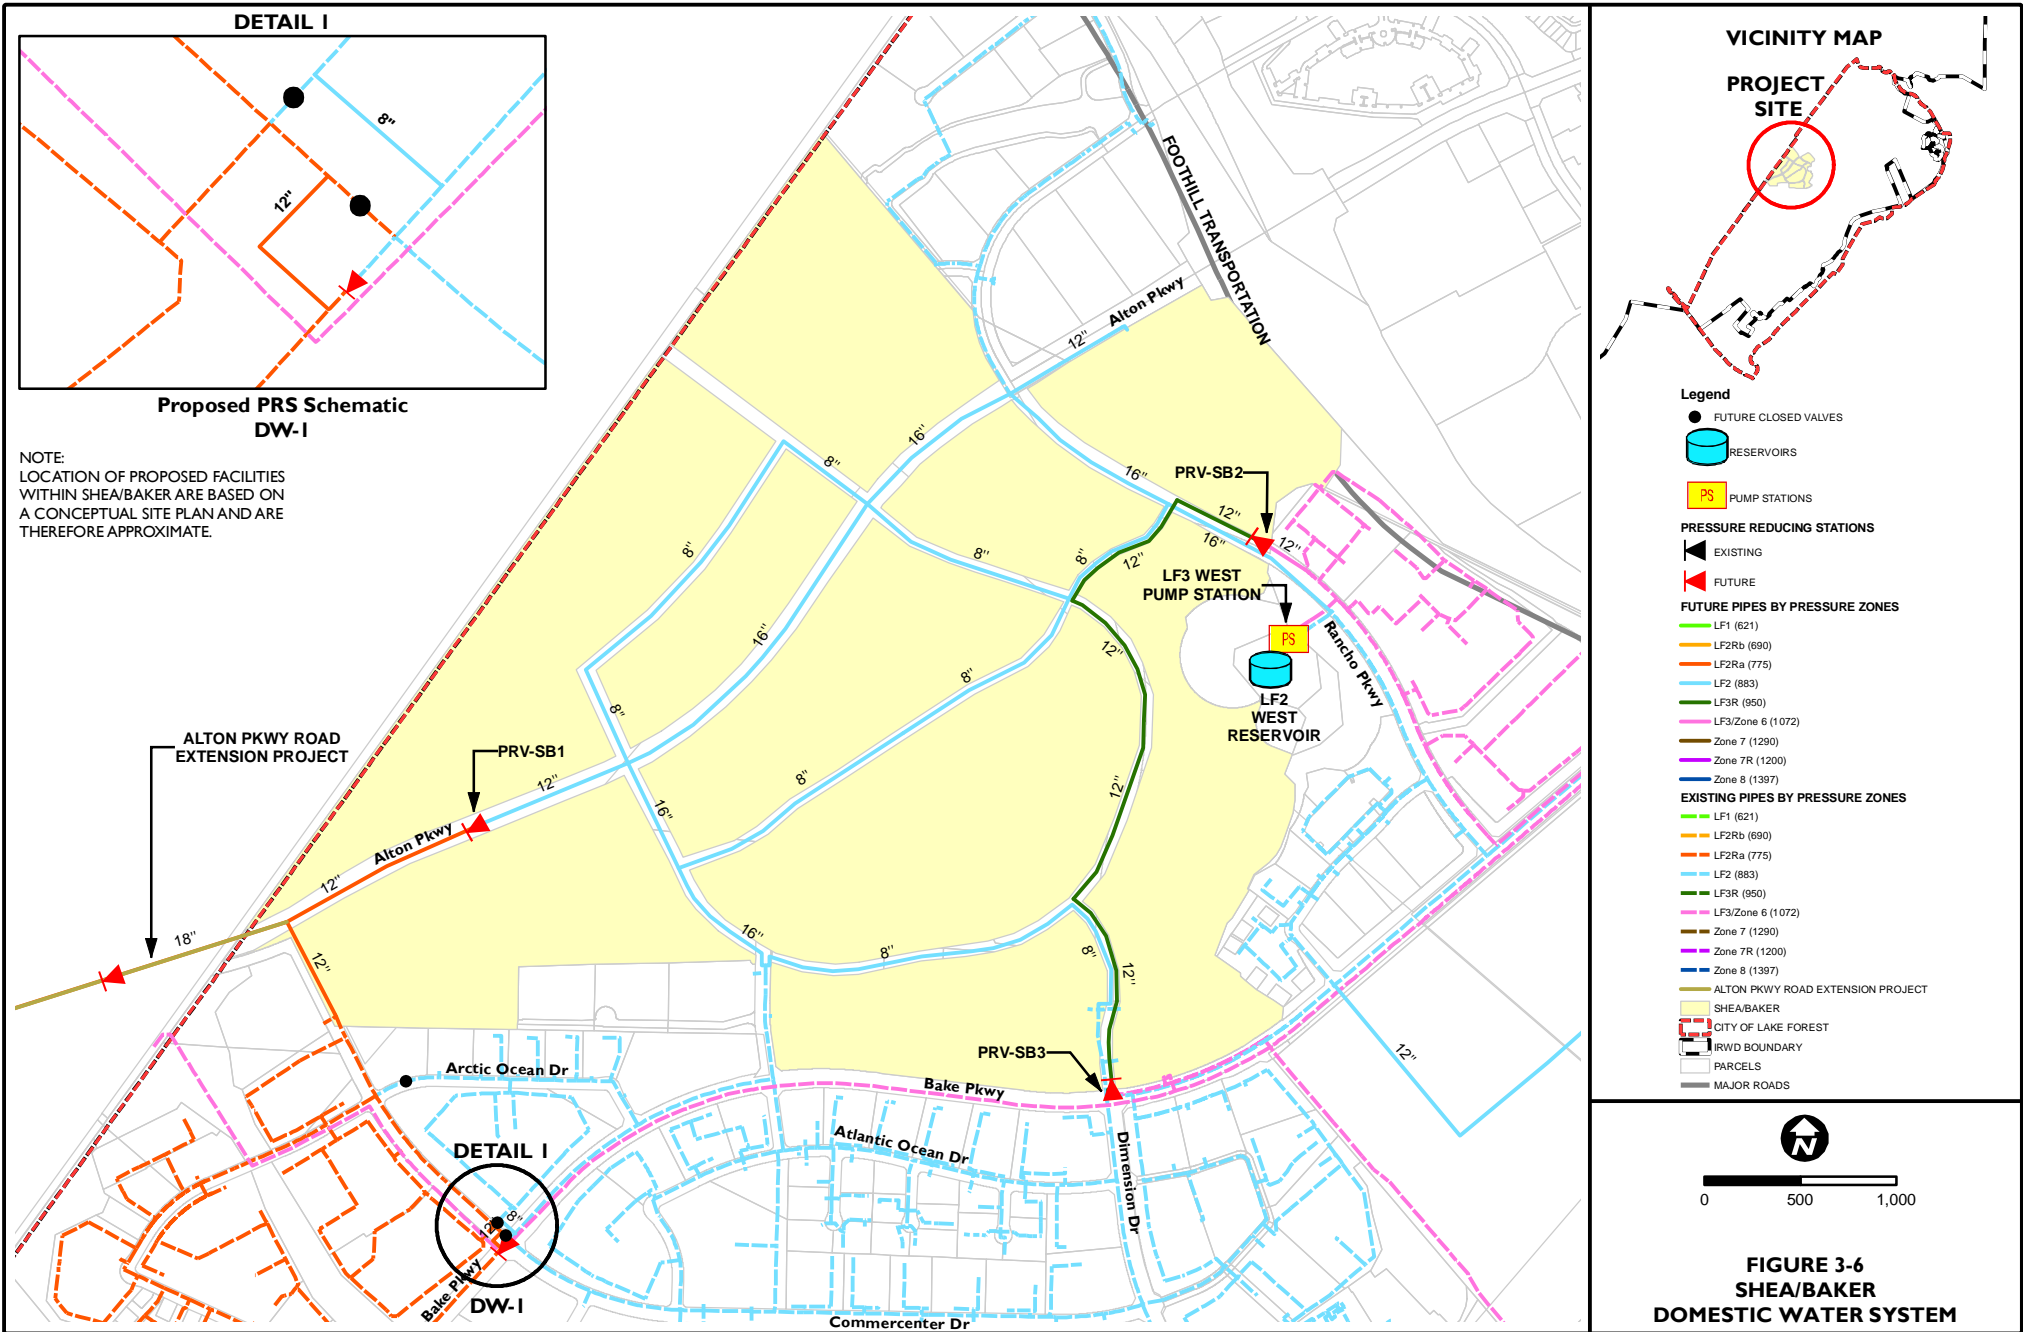 DETAIL 1
8"
12"
Proposed PRS Schematic
DW-1
NOTE:
LOCATION OF PROPOSED FACILITIES
WITHIN SHEA/BAKER ARE BASED ON
A CONCEPTUAL SITE PLAN AND ARE
THEREFORE APPROXIMATE.
FOOTHILL TRANSPORTATION
Alton Pkwy
12"
16"
8"
16"
PRV-SB2
12"
16"
12"
8"
8"
8"
12"
LF3 WEST
PUMP STATION
PS
12"
16"
Rancho Pkwy
8"
LF2
WEST
RESERVOIR
8"
ALTON PKWY ROAD
EXTENSION PROJECT
PRV-SB1
12"
8"
12"
16"
Alton Pkwy
12"
18"
12"
16"
8"
8"
12"
12"
PRV-SB3
Arctic Ocean Dr
Bake Pkwy
Atlantic Ocean Dr
Dimension Dr
DETAIL 1
12"
8"
Bake Pkwy
DW-1
Commercenter Dr
VICINITY MAP
PROJECT
SITE
Legend
FUTURE CLOSED VALVES
RESERVOIRS
PS
PUMP STATIONS
PRESSURE REDUCING STATIONS
EXISTING
FUTURE
FUTURE PIPES BY PRESSURE ZONES
LF1 (621)
LF2Rb (690)
LF2Ra (775)
LF2 (883)
LF3R (950)
LF3/Zone 6 (1072)
Zone 7 (1290)
Zone 7R (1200)
Zone 8 (1397)
EXISTING PIPES BY PRESSURE ZONES
LF1 (621)
LF2Rb (690)
LF2Ra (775)
LF2 (883)
LF3R (950)
LF3/Zone 6 (1072)
Zone 7 (1290)
Zone 7R (1200)
Zone 8 (1397)
ALTON PKWY ROAD EXTENSION PROJECT
SHEA/BAKER
CITY OF LAKE FOREST
IRWD BOUNDARY
PARCELS
MAJOR ROADS
N
0 500 1,000
FIGURE 3-6
SHEA/BAKER
DOMESTIC WATER SYSTEM